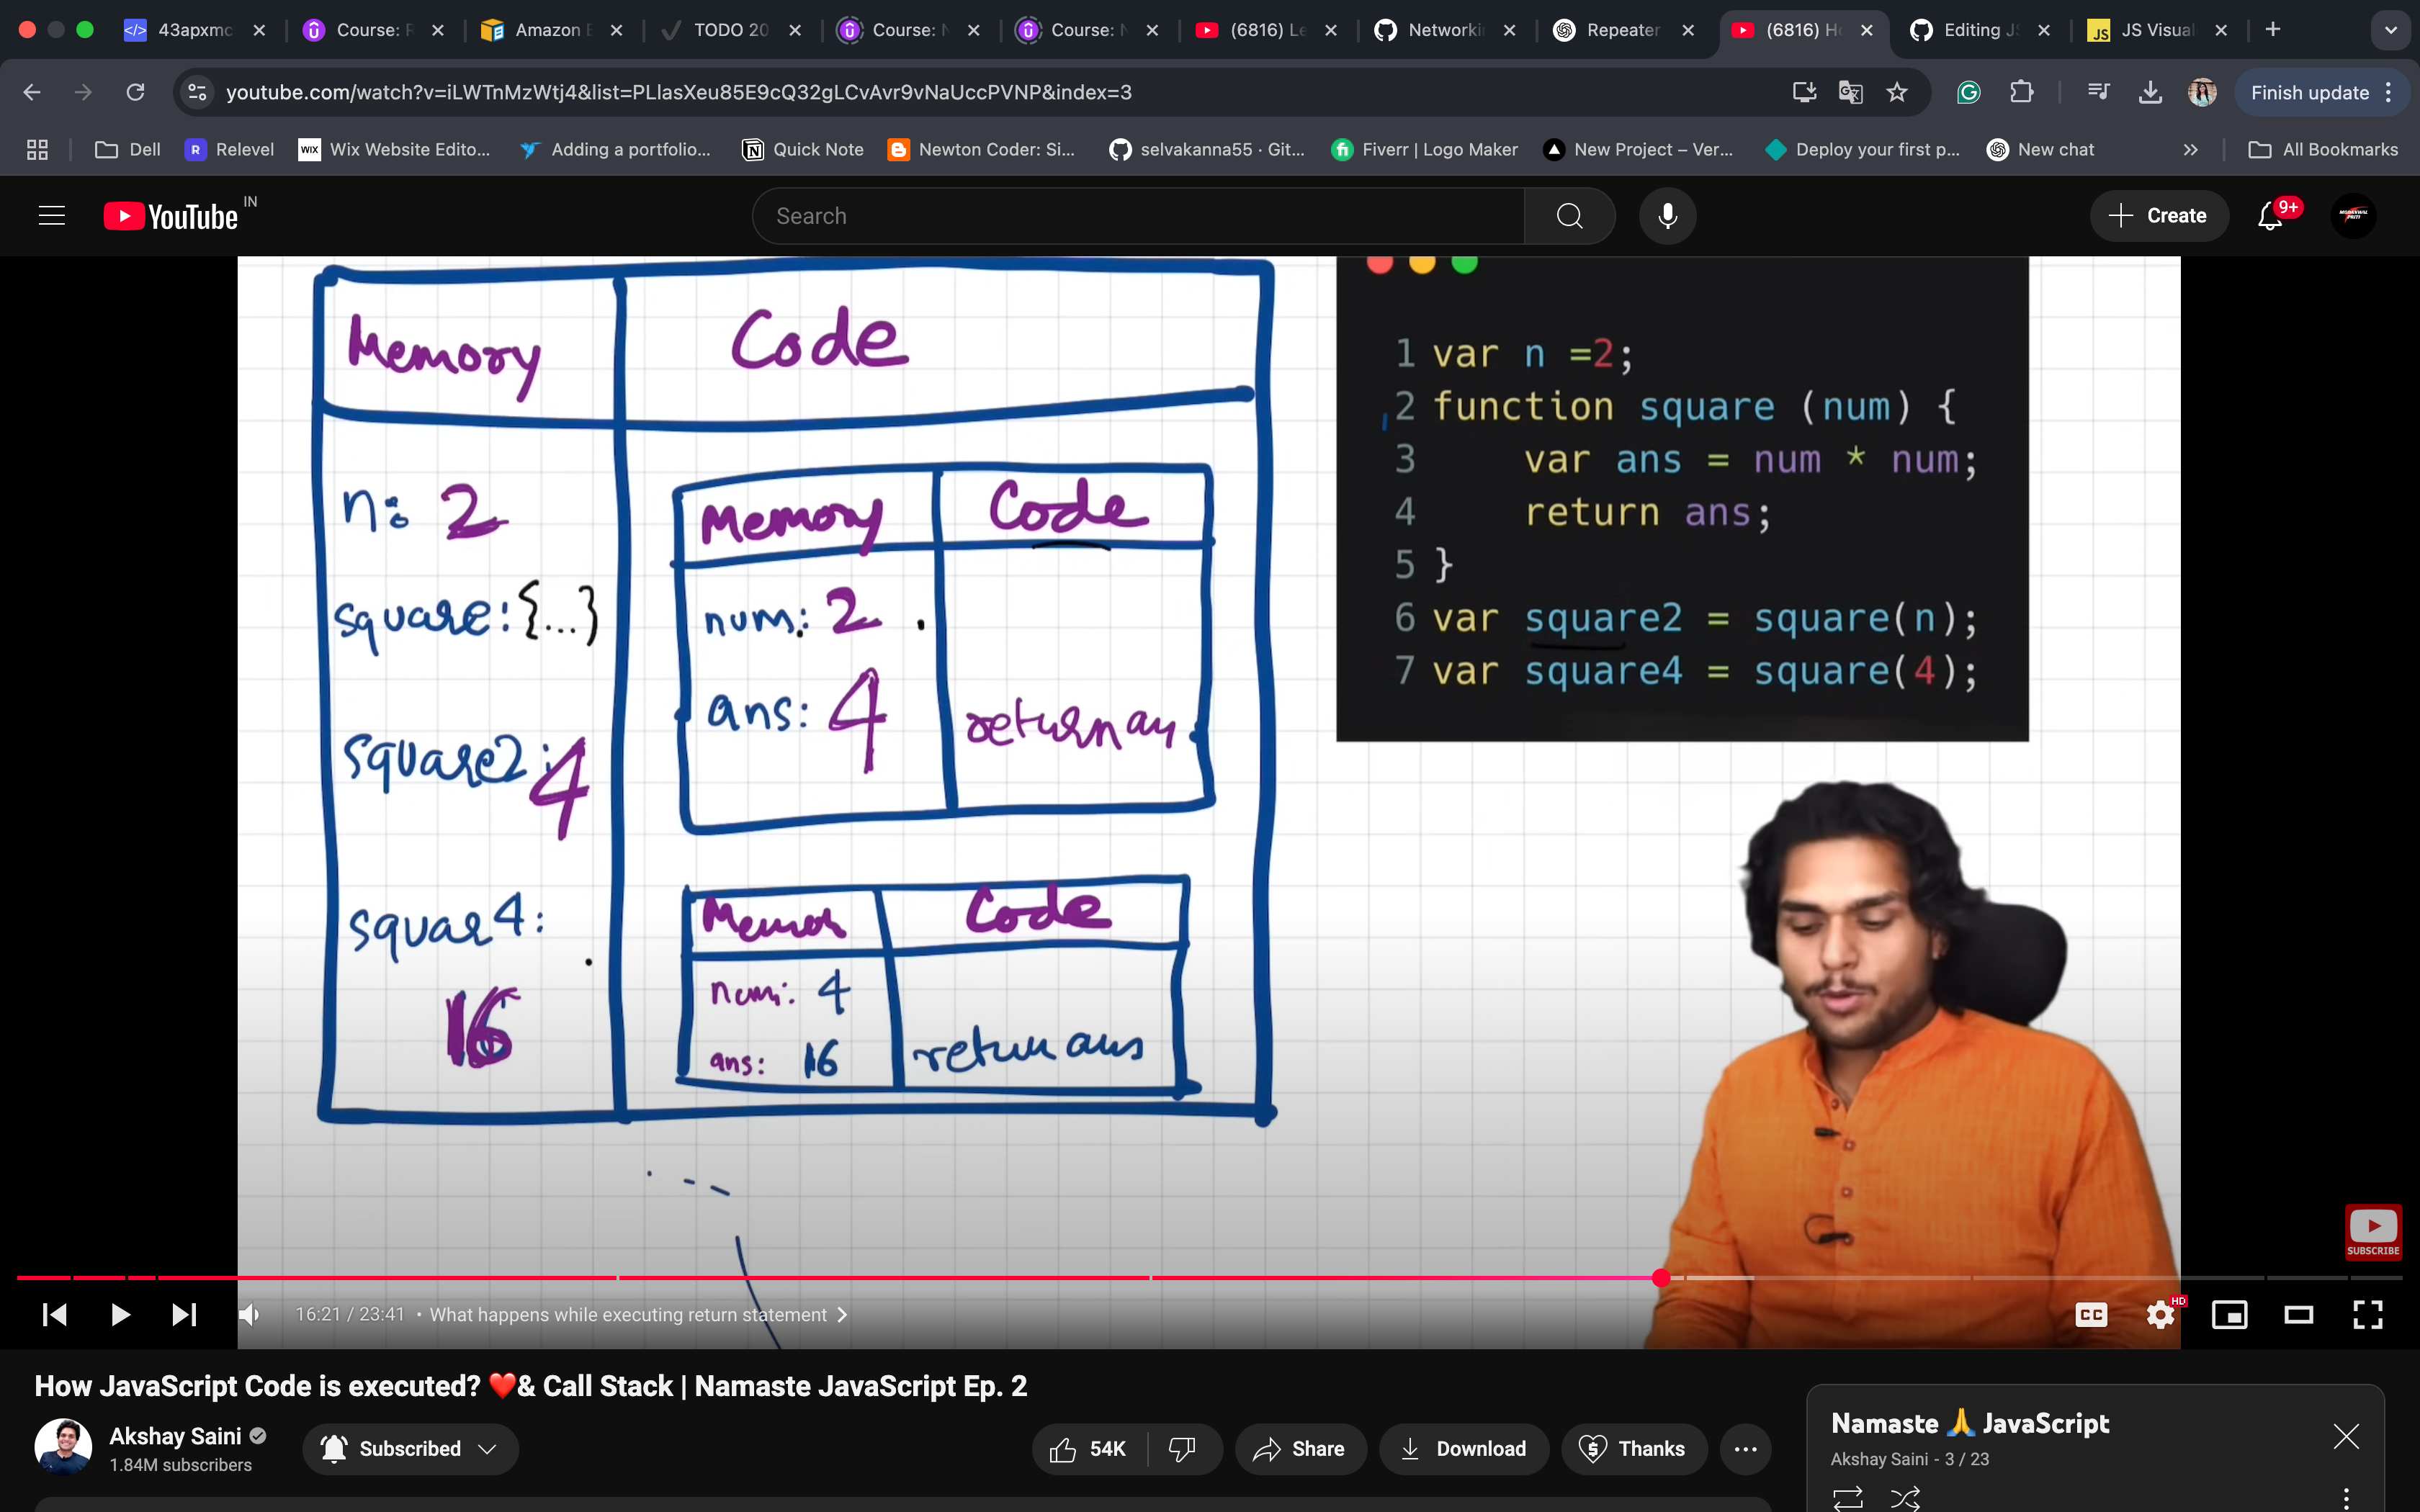 43apxmc
Course: R
Amazon E
TODO 20
Course: N
Course: N
(6816) Le
Networkin
Repeater
(6816) Ho
Editing JS
JS Visual
youtube.com/watch?v=iLWTnMzWtj4&list=PLlasXeu85E9cQ32gLCvAvr9vNaUccPVNP&index=3
Finish update
Dell
Relevel
WIX Wix Website Edito...
Adding a portfolio...
Quick Note
Newton Coder: Si...
selvakanna55 · Git...
Fiverr | Logo Maker
New Project – Ver...
Deploy your first p...
New chat
All Bookmarks
YouTube IN
Search
Create
9+
Memory
Code
n: 2
square: {...}
square2: 4
squar4:
16
Memory
Code
num: 2
ans: 4
return an
Code
num: 4
ans: 16
return ans
1 var n =2;
2 function square (num) {
3 var ans = num * num;
4 return ans;
5 }
6 var square2 = square(n);
7 var square4 = square(4);
SUBSCRIBE
16:21 / 23:41 • What happens while executing return statement
CC
HD
How JavaScript Code is executed? ❤️& Call Stack | Namaste JavaScript Ep. 2
Akshay Saini
1.84M subscribers
Subscribed
54K
Share
Download
Thanks
Namaste 🙏 JavaScript
Akshay Saini - 3 / 23